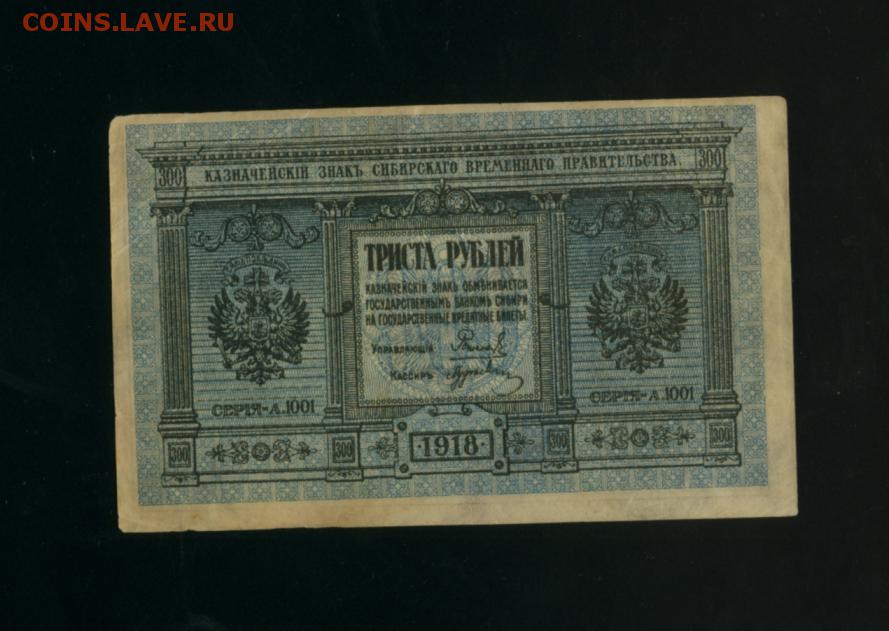 COINS.LAVE.RU
300 КАЗНАЧЕЙСКІЙ ЗНАКЪ СИБИРСКАГО ВРЕМЕННАГО ПРАВИТЕЛЬСТВА. 300
ТРИСТА РУБЛЕЙ
КАЗНАЧЕЙСКІЙ ЗНАКЪ ОБМѢНИВАЕТСЯ
ГОСУДАРСТВЕННЫМЪ БАНКОМЪ СИБИРИ
НА ГОСУДАРСТВЕННЫЕ КРЕДИТНЫЕ БИЛЕТЫ.
УПРАВЛЯЮЩІЙ
КАССИРЪ
СЕРІЯ-А.1001 СЕРІЯ-А.1001
300 300 ·1918· 300 300